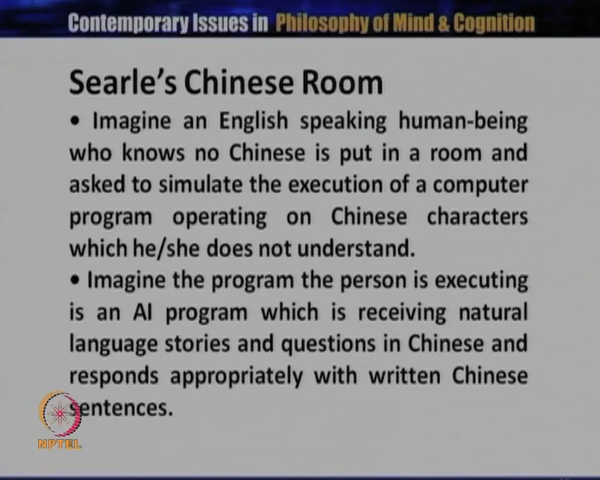 Contemporary Issues in Philosophy of Mind & Cognition
Searle's Chinese Room
• Imagine an English speaking human-being
who knows no Chinese is put in a room and
asked to simulate the execution of a computer
program operating on Chinese characters
which he/she does not understand.
• Imagine the program the person is executing
is an AI program which is receiving natural
language stories and questions in Chinese and
responds appropriately with written Chinese
sentences.
NPTEL